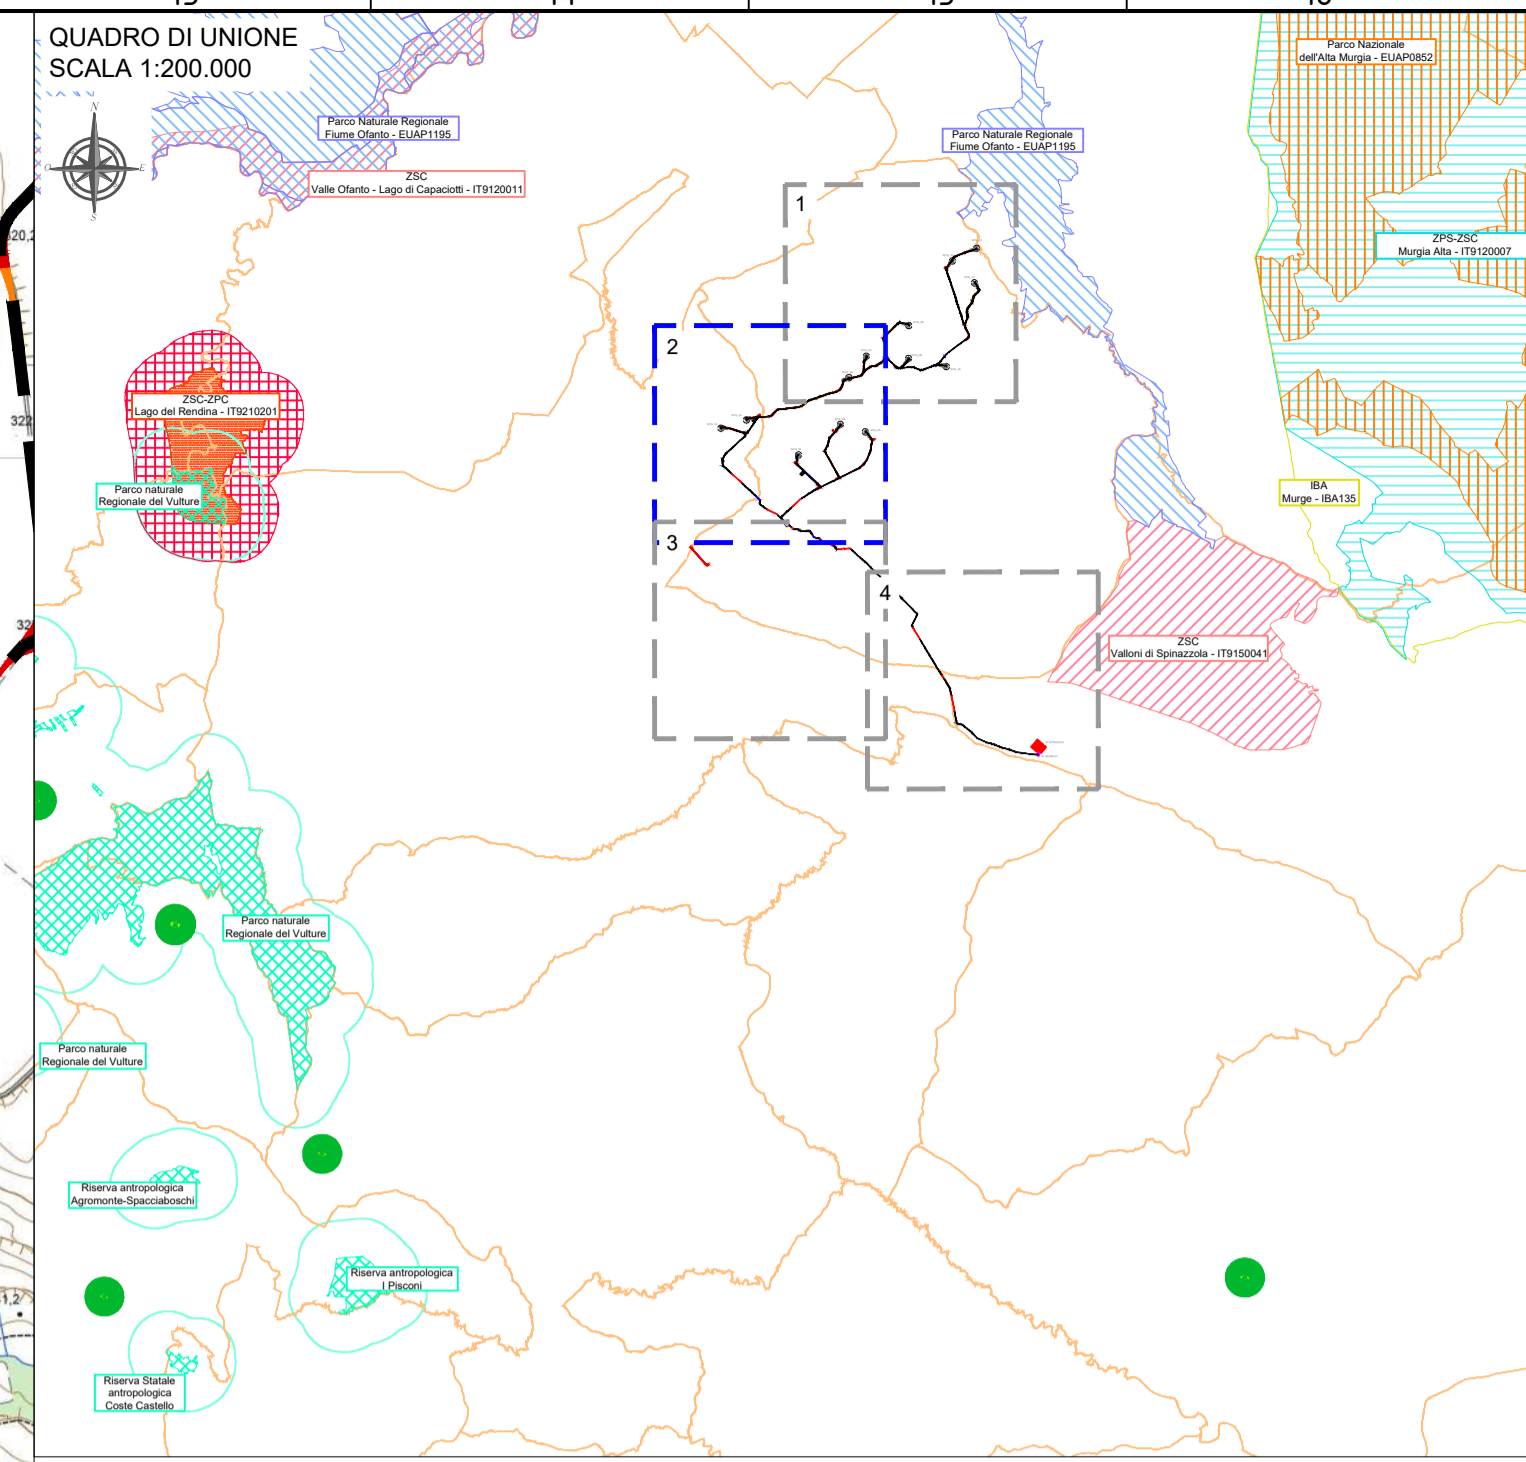 QUADRO DI UNIONE
SCALA 1:200.000
N
O
E
S
Parco Naturale Regionale
Fiume Ofanto - EUAP1195
ZSC
Valle Ofanto - Lago di Capaciotti - IT9120011
Parco Naturale Regionale
Fiume Ofanto - EUAP1195
Parco Nazionale
dell'Alta Murgia - EUAP0852
ZPS-ZSC
Murgia Alta - IT9120007
1
2
3
4
ZSC-ZPC
Lago del Rendina - IT9210201
Parco naturale
Regionale del Vulture
IBA
Murge - IBA135
ZSC
Valloni di Spinazzola - IT9150041
Parco naturale
Regionale del Vulture
Parco naturale
Regionale del Vulture
Riserva antropologica
Agromonte-Spacciaboschi
Riserva antropologica
I Pisconi
Riserva Statale
antropologica
Coste Castello